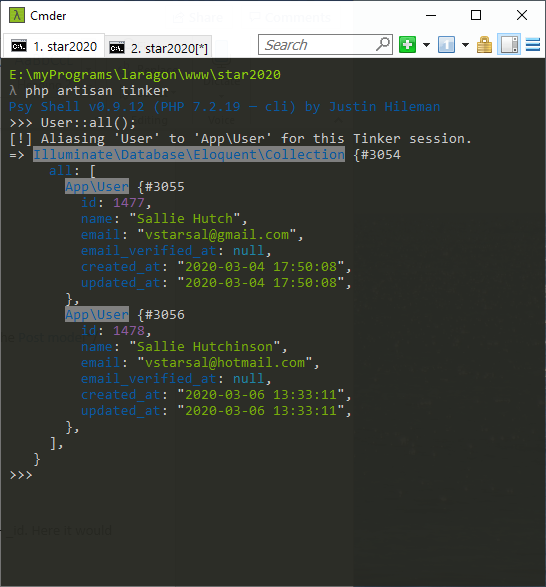 Cmder
1. star2020
2. star2020[*]
Search
E:\myPrograms\laragon\www\star2020
λ php artisan tinker
Psy Shell v0.9.12 (PHP 7.2.19 — cli) by Justin Hileman
>>> User::all();
[!] Aliasing 'User' to 'App\User' for this Tinker session.
=> Illuminate\Database\Eloquent\Collection {#3054
all: [
App\User {#3055
id: 1477,
name: "Sallie Hutch",
email: "vstarsal@gmail.com",
email_verified_at: null,
created_at: "2020-03-04 17:50:08",
updated_at: "2020-03-04 17:50:08",
},
App\User {#3056
id: 1478,
name: "Sallie Hutchinson",
email: "vstarsal@hotmail.com",
email_verified_at: null,
created_at: "2020-03-06 13:33:11",
updated_at: "2020-03-06 13:33:11",
},
],
}
>>>